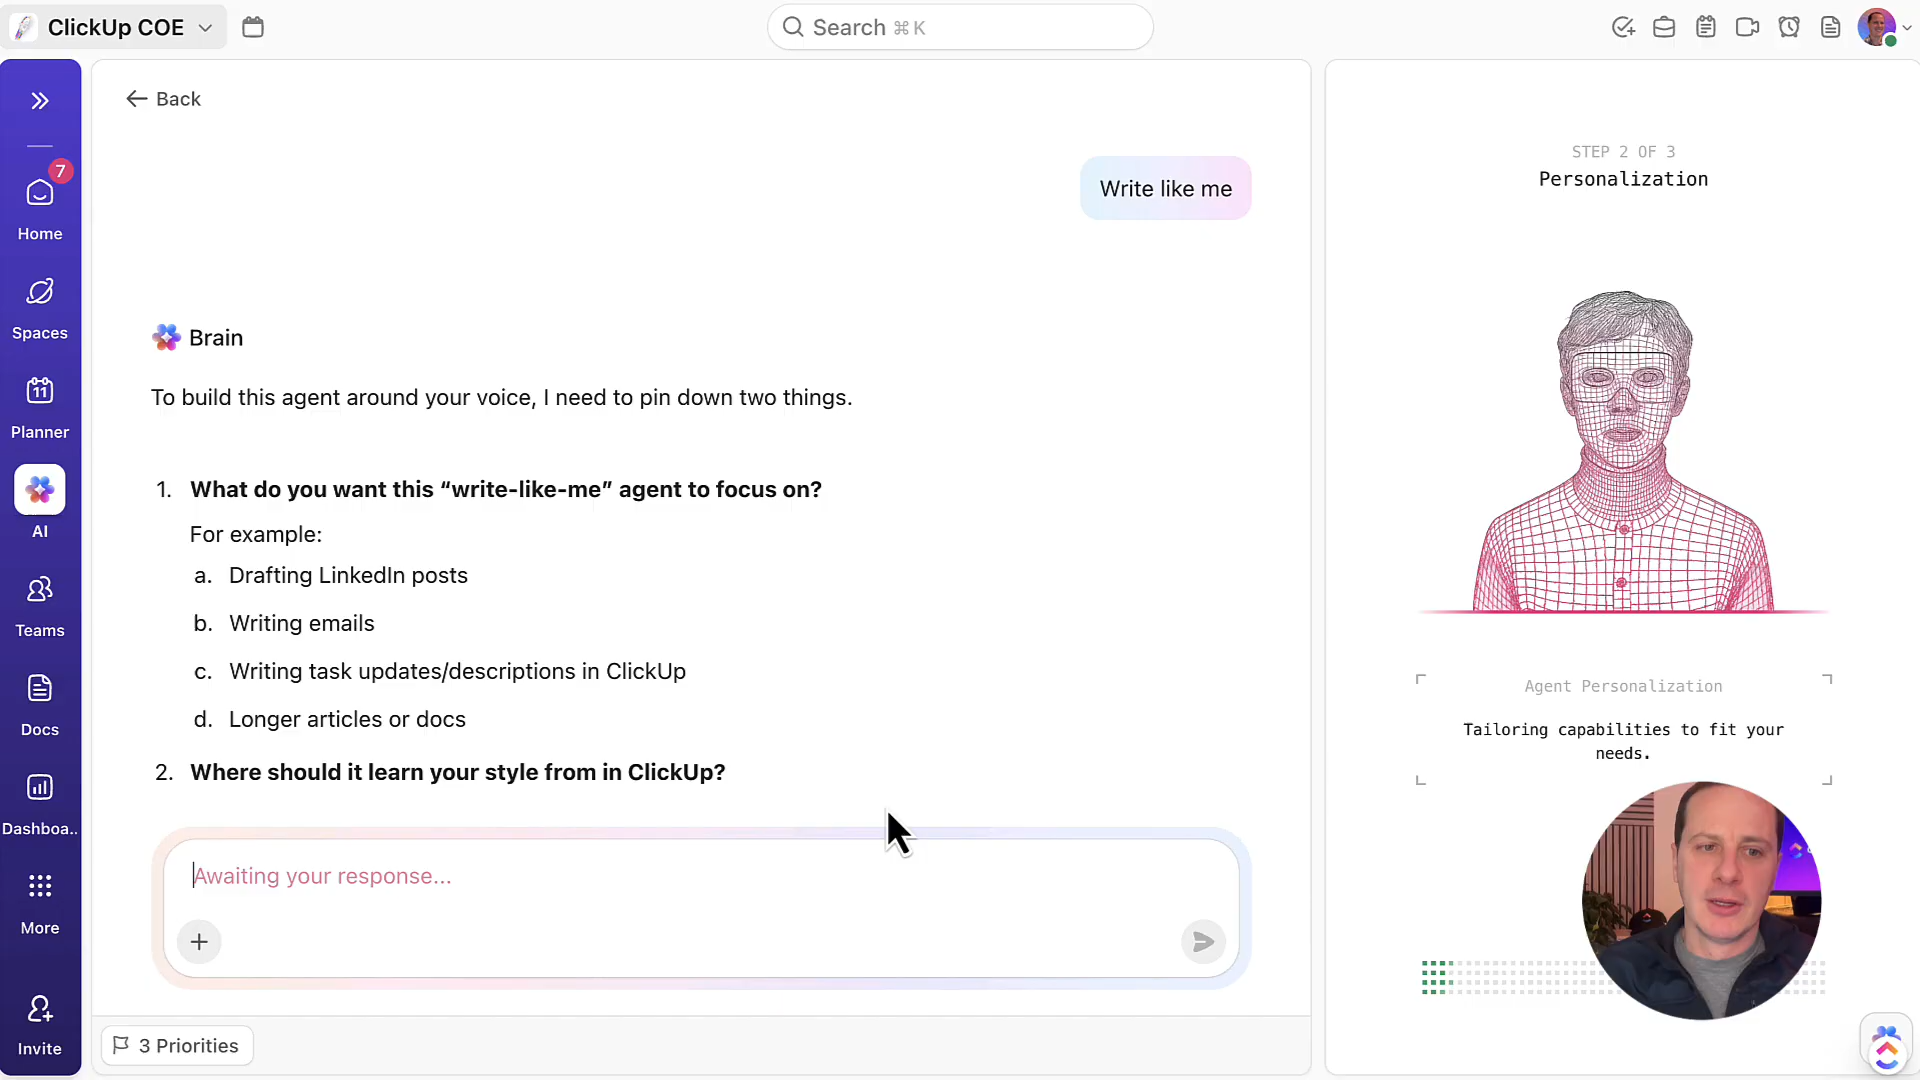 ClickUp COE
Search ⌘ K
Back
7
Home
Spaces
11
Planner
AI
Teams
Docs
Dashboa..
More
Invite
Write like me
Brain
To build this agent around your voice, I need to pin down two things.
1. What do you want this “write-like-me” agent to focus on?
For example:
a. Drafting LinkedIn posts
b. Writing emails
c. Writing task updates/descriptions in ClickUp
d. Longer articles or docs
2. Where should it learn your style from in ClickUp?
Awaiting your response...
3 Priorities
STEP 2 OF 3
Personalization
Agent Personalization
Tailoring capabilities to fit your
needs.